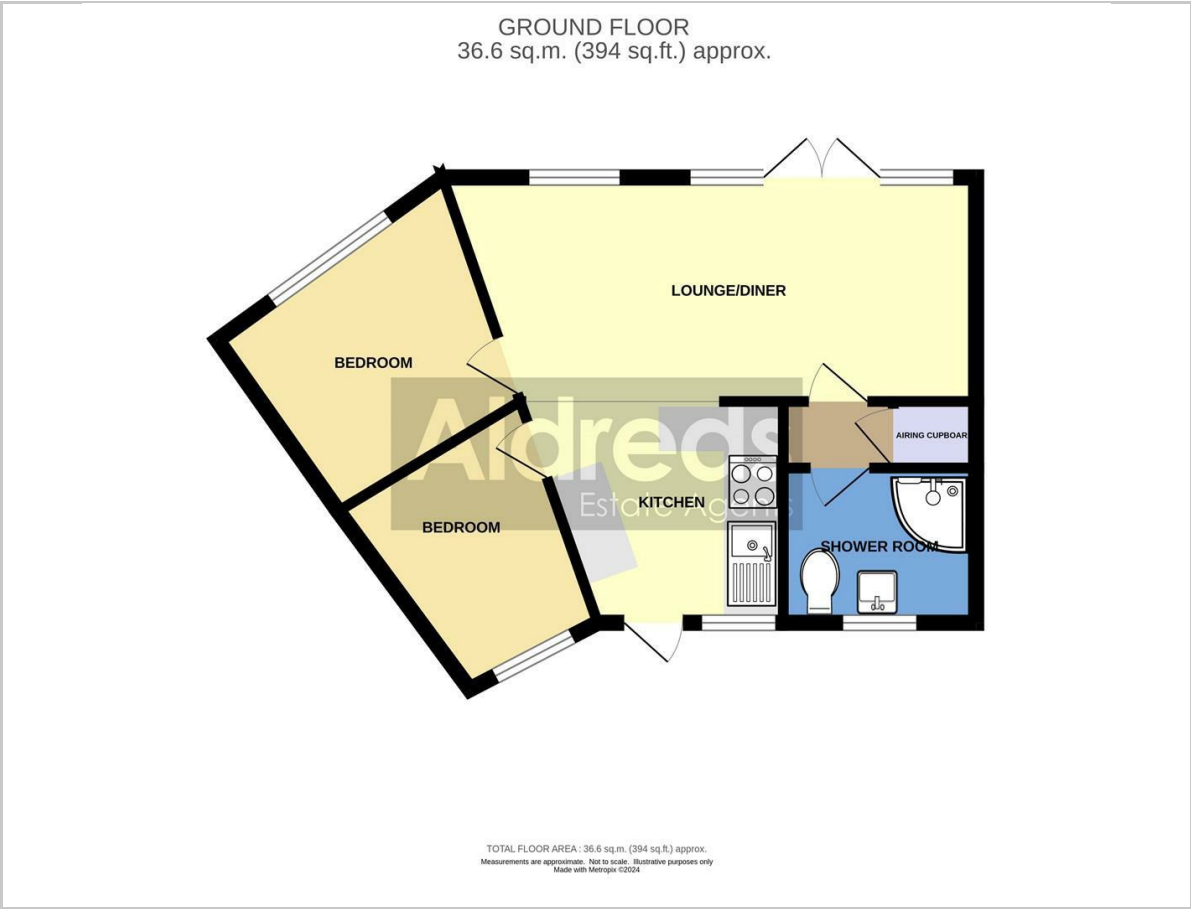 GROUND FLOOR
36.6 sq.m. (394 sq.ft.) approx.
LOUNGE/DINER
BEDROOM
Aldreds
Estate Agents
AIRING CUPBOAR
KITCHEN
BEDROOM
SHOWER ROOM
TOTAL FLOOR AREA : 36.6 sq.m. (394 sq.ft.) approx.
Measurements are approximate. Not to scale. Illustrative purposes only
Made with Metropix ©2024